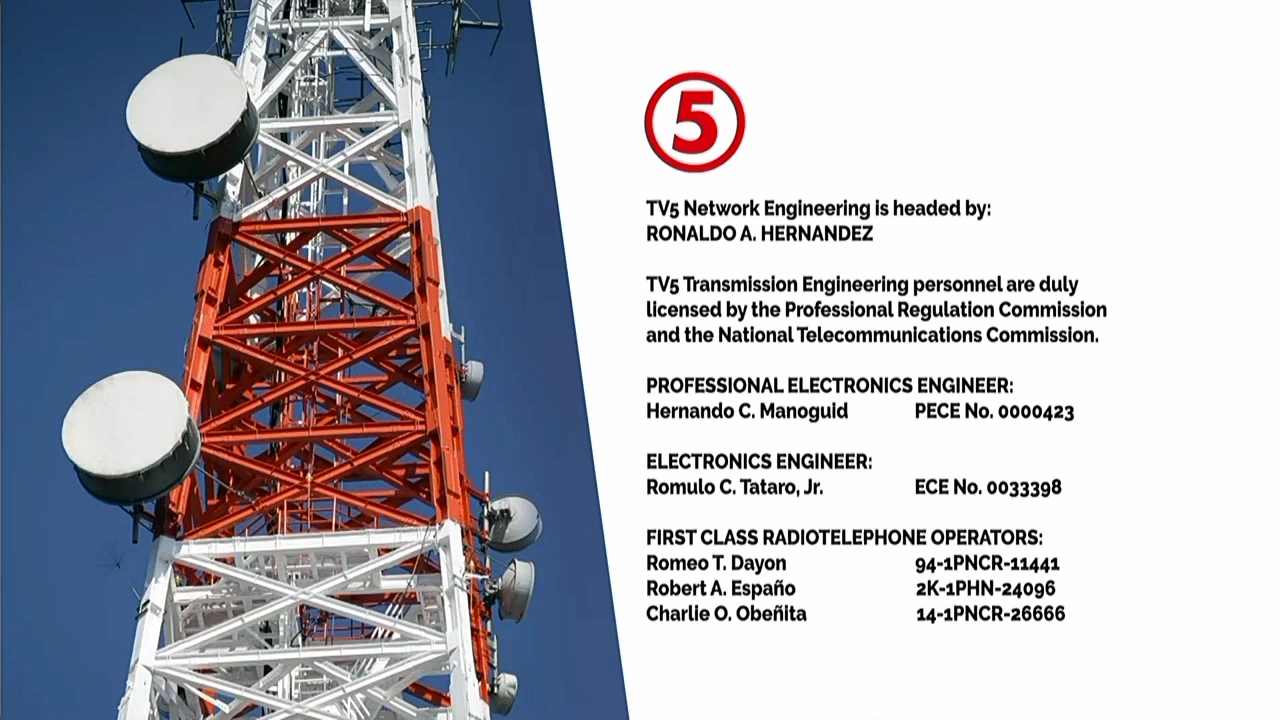 5
TV5 Network Engineering is headed by:
RONALDO A. HERNANDEZ
TV5 Transmission Engineering personnel are duly
licensed by the Professional Regulation Commission
and the National Telecommunications Commission.
PROFESSIONAL ELECTRONICS ENGINEER:
Hernando C. Manoguid PECE No. 0000423
ELECTRONICS ENGINEER:
Romulo C. Tataro, Jr. ECE No. 0033398
FIRST CLASS RADIOTELEPHONE OPERATORS:
Romeo T. Dayon 94-1PNCR-11441
Robert A. Españo 2K-1PHN-24096
Charlie O. Obeñita 14-1PNCR-26666